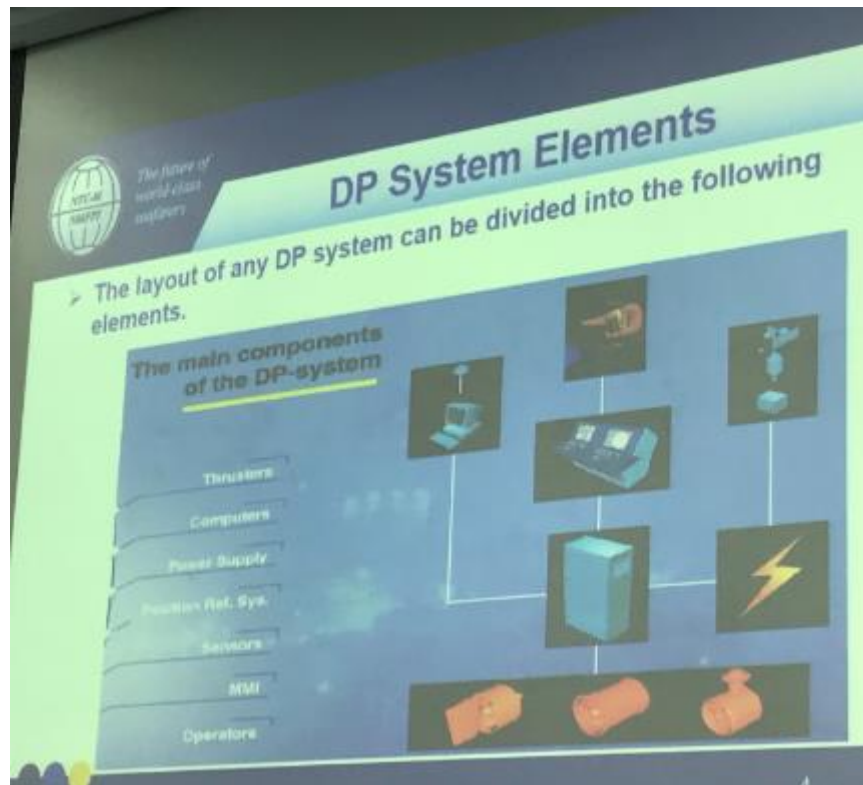 The future of
world class
mariners
DP System Elements
➢ The layout of any DP system can be divided into the following
elements.
The main components
of the DP-system
Thrusters
Computers
Power Supply
Position Ref. Sys.
Sensors
MMI
Operators
4